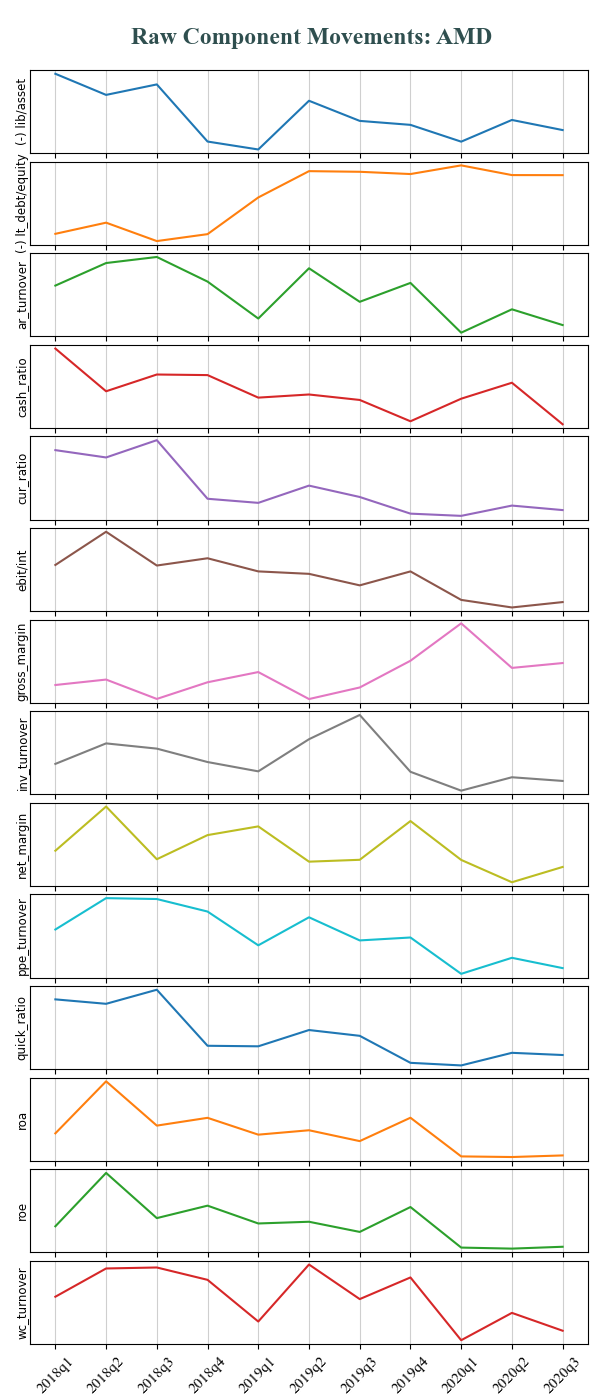 Raw Component Movements: AMD
(-) lib/asset
(-) lt_debt/equity
ar_turnover
cash_ratio
cur_ratio
ebit/int
gross_margin
inv_turnover
net_margin
ppe_turnover
quick_ratio
roa
roe
wc_turnover
2018q1 2018q2 2018q3 2018q4 2019q1 2019q2 2019q3 2019q4 2020q1 2020q2 2020q3